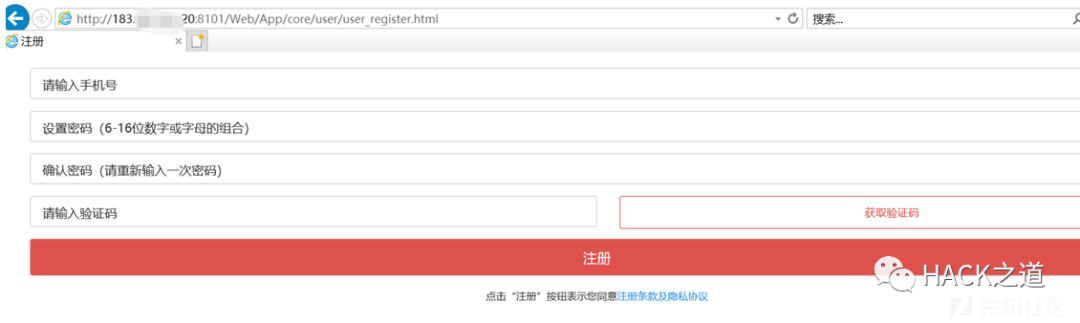 http://183. 20:8101/Web/App/core/user/user_register.html
搜索...
注册
请输入手机号
设置密码（6-16位数字或字母的组合）
确认密码（请重新输入一次密码）
请输入验证码
获取验证码
注册
HACK之道
点击“注册”按钮表示您同意注册条款及隐私协议
先知社区